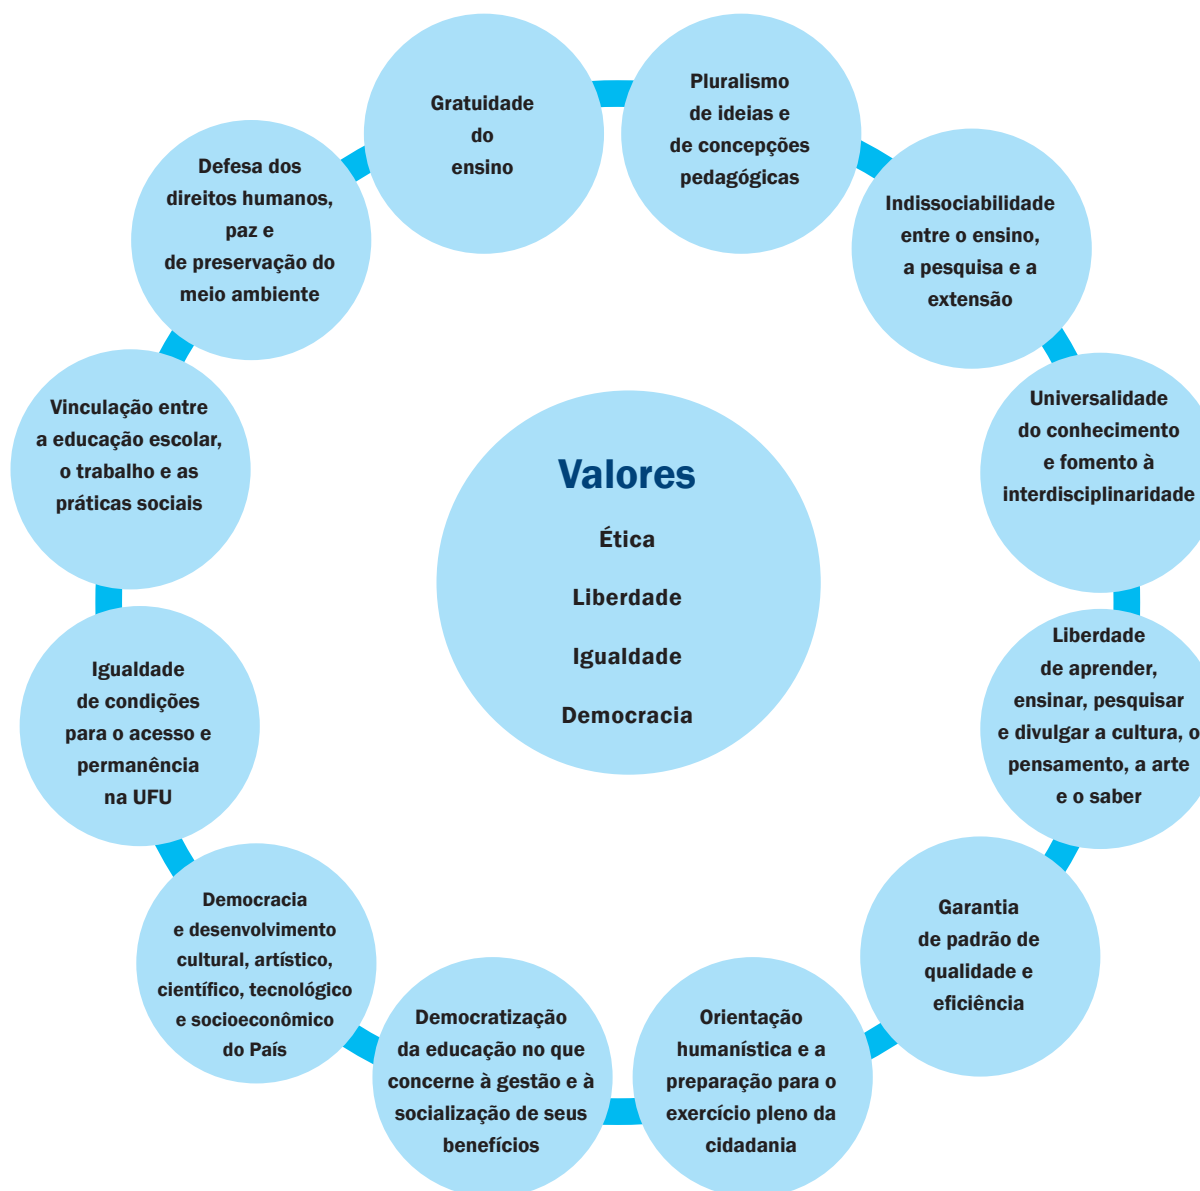 Gratuidade
do
ensino
Pluralismo
de ideias e
de concepções
pedagógicas
Indissociabilidade
entre o ensino,
a pesquisa e a
extensão
Universalidade
do conhecimento
e fomento à
interdisciplinaridade
Liberdade
de aprender,
ensinar, pesquisar
e divulgar a cultura, o
pensamento, a arte
e o saber
Garantia
de padrão de
qualidade e
eficiência
Orientação
humanística e a
preparação para o
exercício pleno da
cidadania
Democratização
da educação no que
concerne à gestão e à
socialização de seus
benefícios
Democracia
e desenvolvimento
cultural, artístico,
científico, tecnológico
e socioeconômico
do País
Igualdade
de condições
para o acesso e
permanência
na UFU
Vinculação entre
a educação escolar,
o trabalho e as
práticas sociais
Defesa dos
direitos humanos,
paz e
de preservação do
meio ambiente
Valores
Ética
Liberdade
Igualdade
Democracia